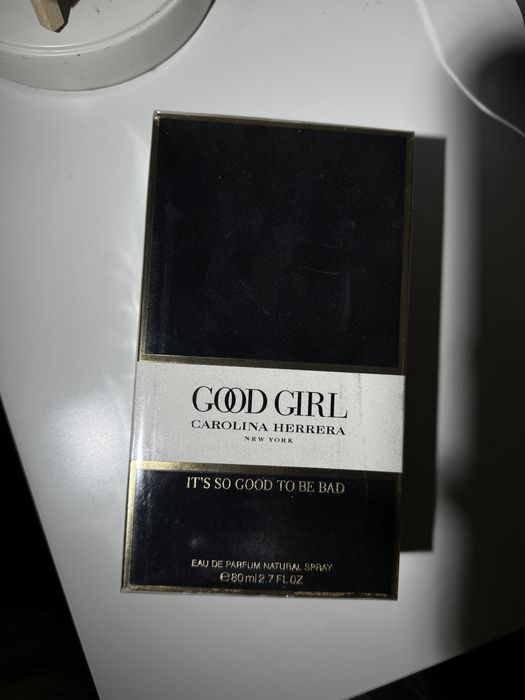 GOOD GIRL
CAROLINA HERRERA
NEW YORK
IT'S SO GOOD TO BE BAD
EAU DE PARFUM NATURAL SPRAY
℮80ml 2.7 FL OZ